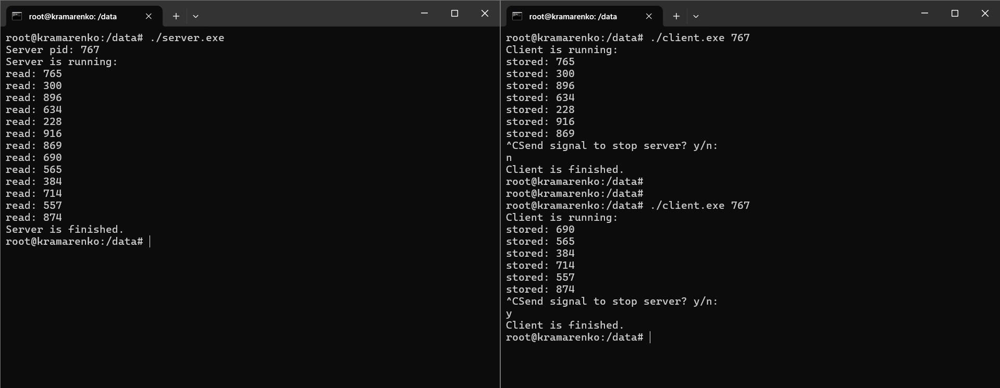 root@kramarenko: /data
root@kramarenko:/data# ./server.exe
Server pid: 767
Server is running:
read: 765
read: 300
read: 896
read: 634
read: 228
read: 916
read: 869
read: 690
read: 565
read: 384
read: 714
read: 557
read: 874
Server is finished.
root@kramarenko:/data#
root@kramarenko: /data
root@kramarenko:/data# ./client.exe 767
Client is running:
stored: 765
stored: 300
stored: 896
stored: 634
stored: 228
stored: 916
stored: 869
^CSend signal to stop server? y/n:
n
Client is finished.
root@kramarenko:/data#
root@kramarenko:/data#
root@kramarenko:/data# ./client.exe 767
Client is running:
stored: 690
stored: 565
stored: 384
stored: 714
stored: 557
stored: 874
^CSend signal to stop server? y/n:
y
Client is finished.
root@kramarenko:/data#